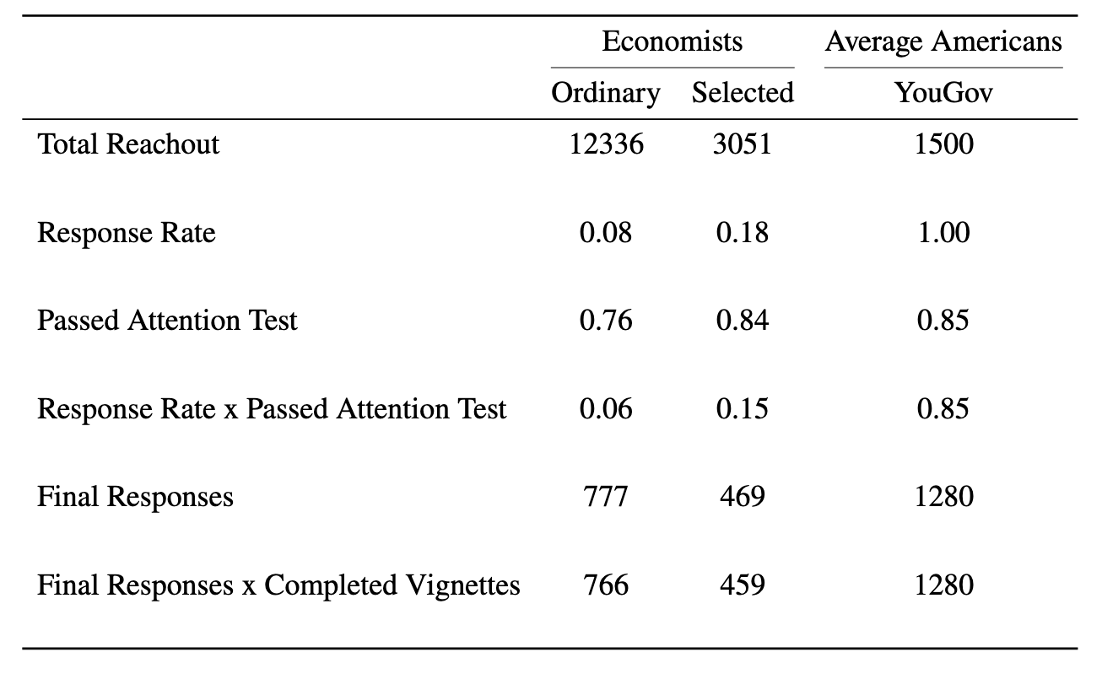 Economists Average Americans
Ordinary Selected YouGov
Total Reachout 12336 3051 1500
Response Rate 0.08 0.18 1.00
Passed Attention Test 0.76 0.84 0.85
Response Rate x Passed Attention Test 0.06 0.15 0.85
Final Responses 777 469 1280
Final Responses x Completed Vignettes 766 459 1280